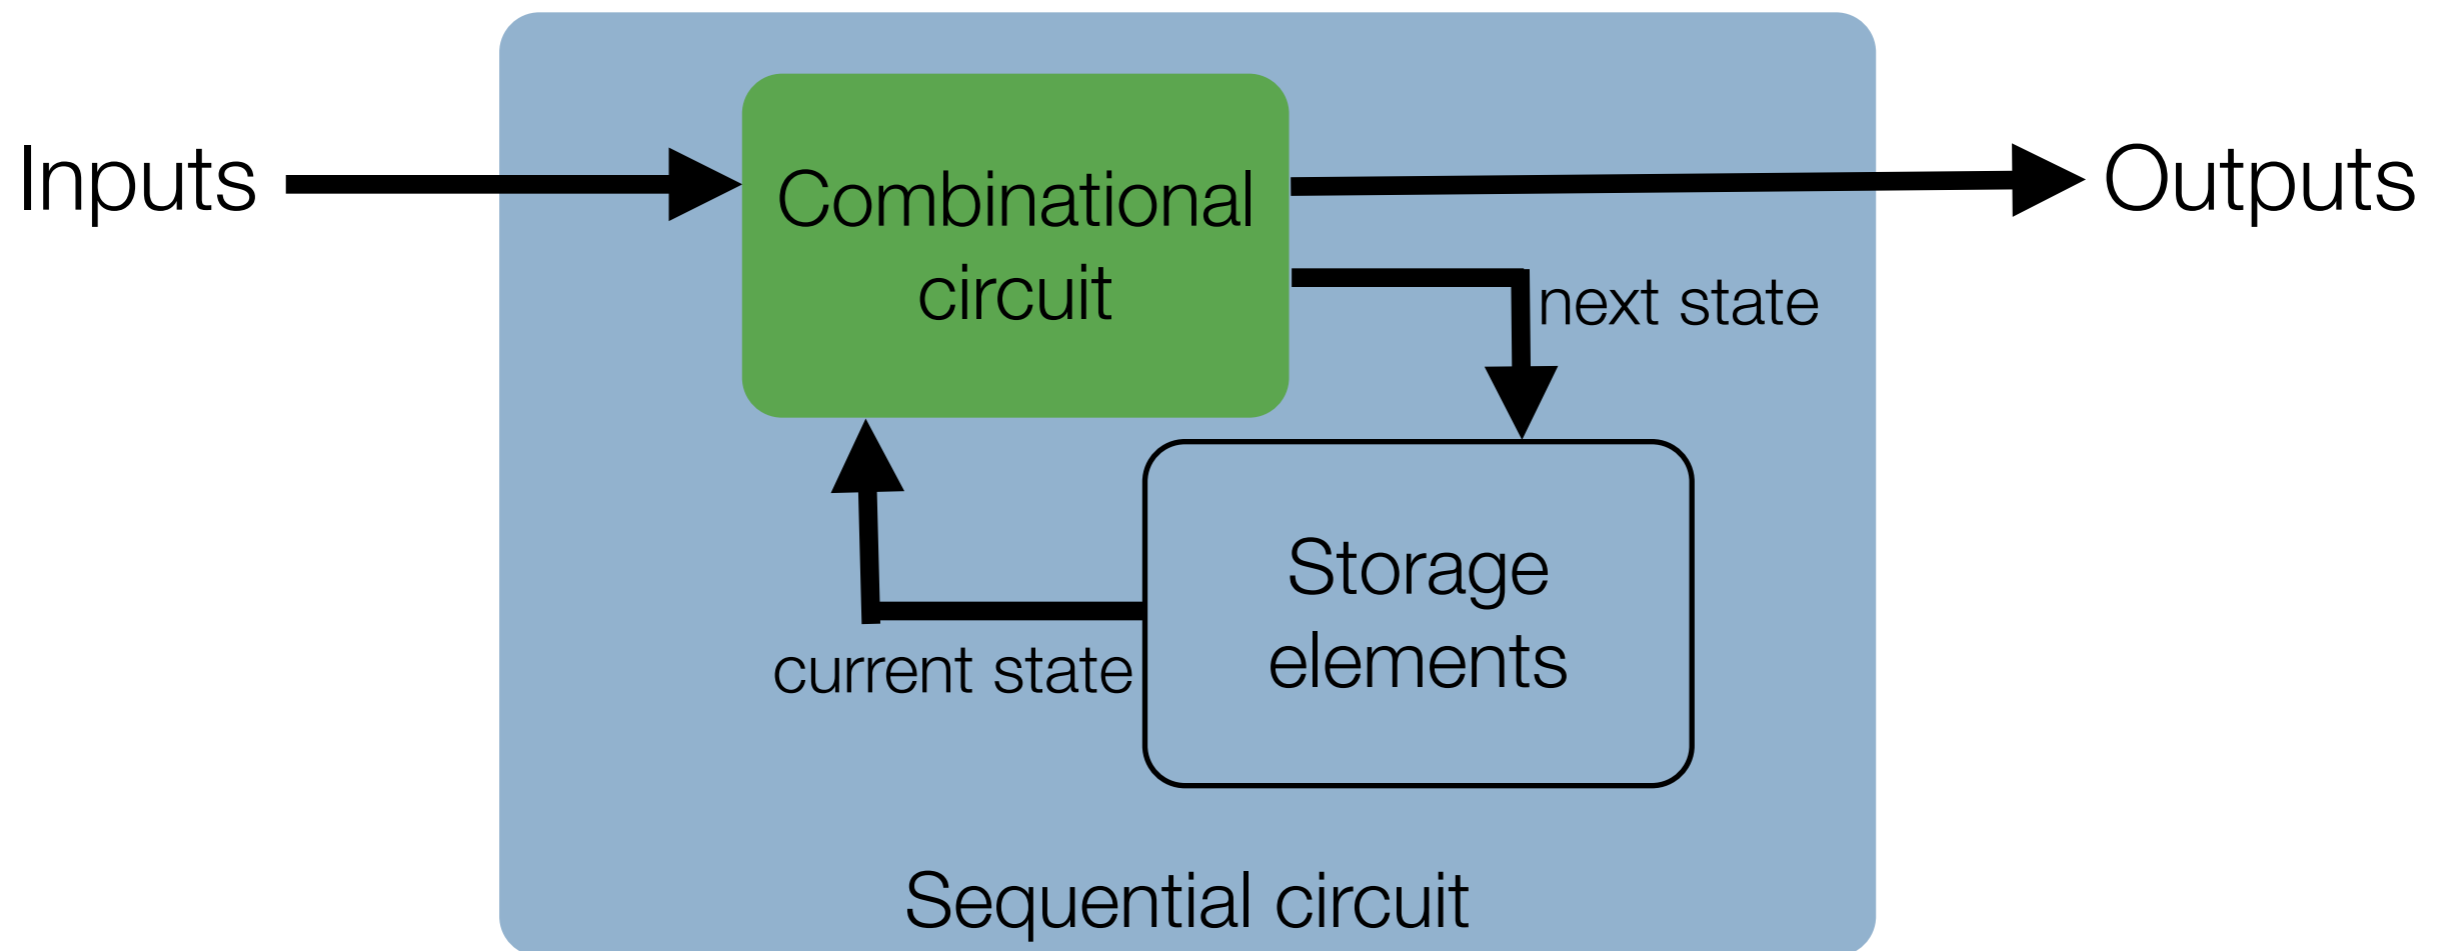 Inputs
Combinational
circuit
Outputs
next state
Storage
elements
current state
Sequential circuit